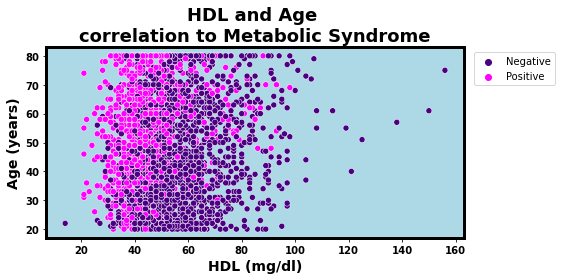 HDL and Age
correlation to Metabolic Syndrome
Negative
Positive
Age (years)
80
70
60
50
40
30
20
20
40
60
80
100
120
140
160
HDL (mg/dl)